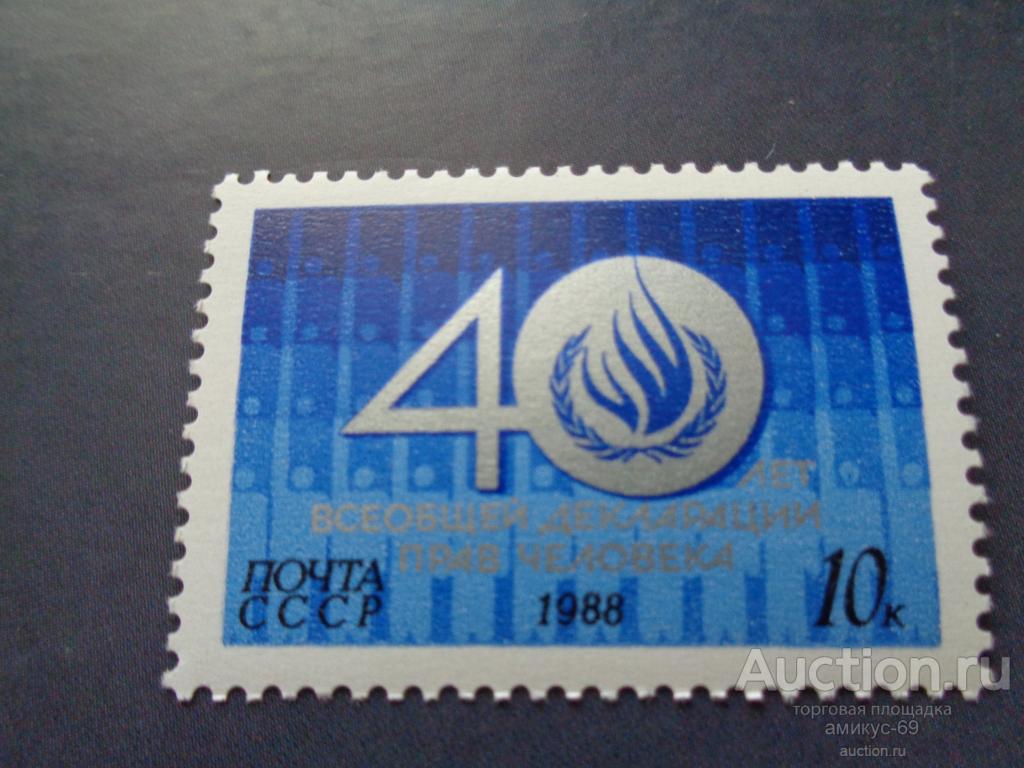 40
ЛЕТ
ВСЕОБЩЕЙ ДЕКЛАРАЦИИ
ПРАВ ЧЕЛОВЕКА
ПОЧТА
СССР
1988
10к
Auction.ru
торговая площадка
амикус-69
auction.ru